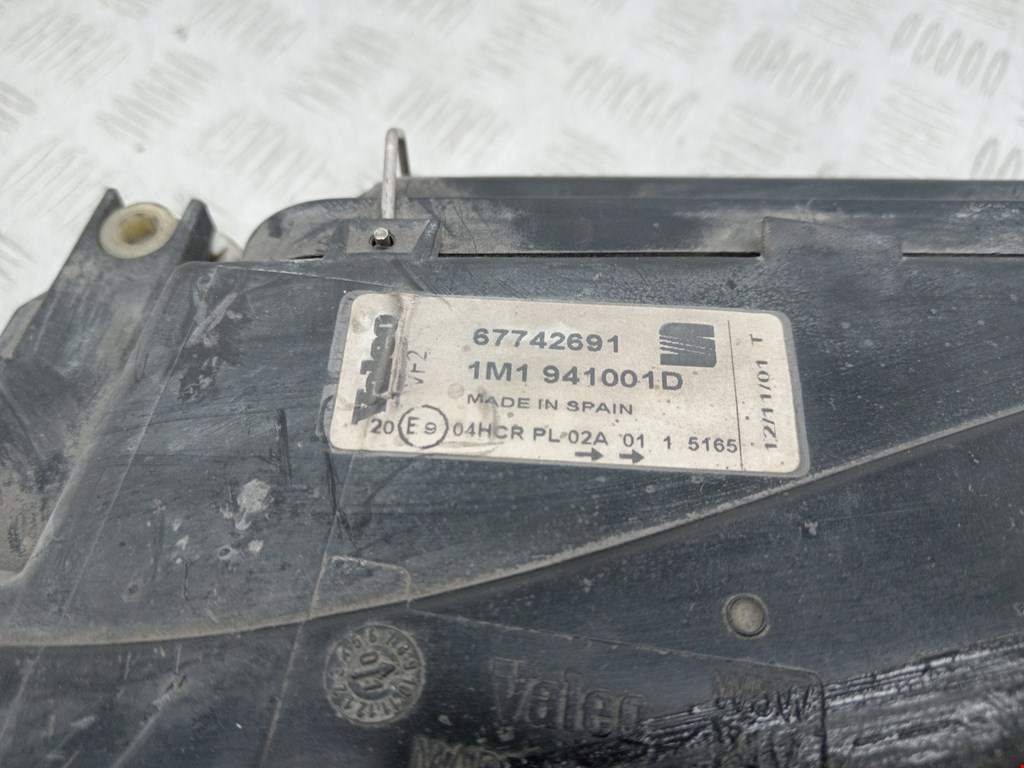 Valeo
VF2
67742691
1M1 941001D
MADE IN SPAIN
20 E9 04HCR PL 02A '01 1 5165
→ →
12/11/01 T
Valeo